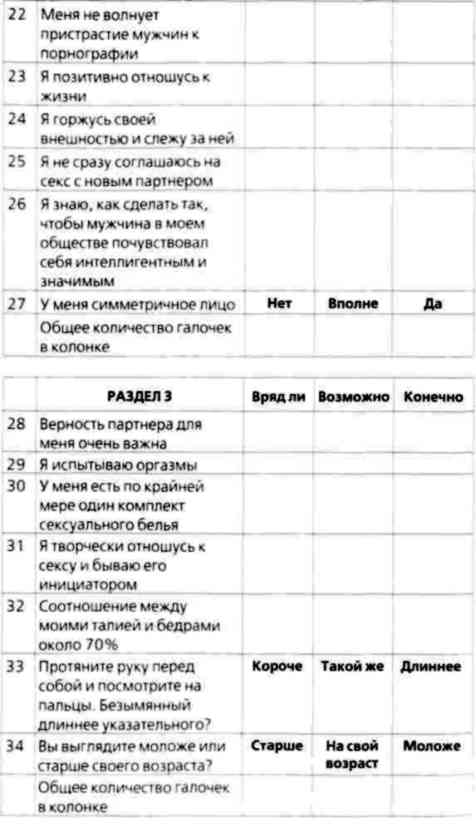 22 Меня не волнует
пристрастие мужчин к
порнографии
23 Я позитивно отношусь к
жизни
24 Я горжусь своей
внешностью и слежу за ней
25 Я не сразу соглашаюсь на
секс с новым партнером
26 Я знаю, как сделать так,
чтобы мужчина в моем
обществе почувствовал
себя интеллигентным и
значимым
27 У меня симметричное лицо Нет Вполне Да
Общее количество галочек
в колонке
РАЗДЕЛ 3 Вряд ли Возможно Конечно
28 Верность партнера для
меня очень важна
29 Я испытываю оргазмы
30 У меня есть по крайней
мере один комплект
сексуального белья
31 Я творчески отношусь к
сексу и бываю его
инициатором
32 Соотношение между
моими талией и бедрами
около 70%
33 Протяните руку перед Короче Такой же Длиннее
собой и посмотрите на
пальцы. Безымянный
длиннее указательного?
34 Вы выглядите моложе или Старше На свой Моложе
старше своего возраста? возраст
Общее количество галочек
в колонке